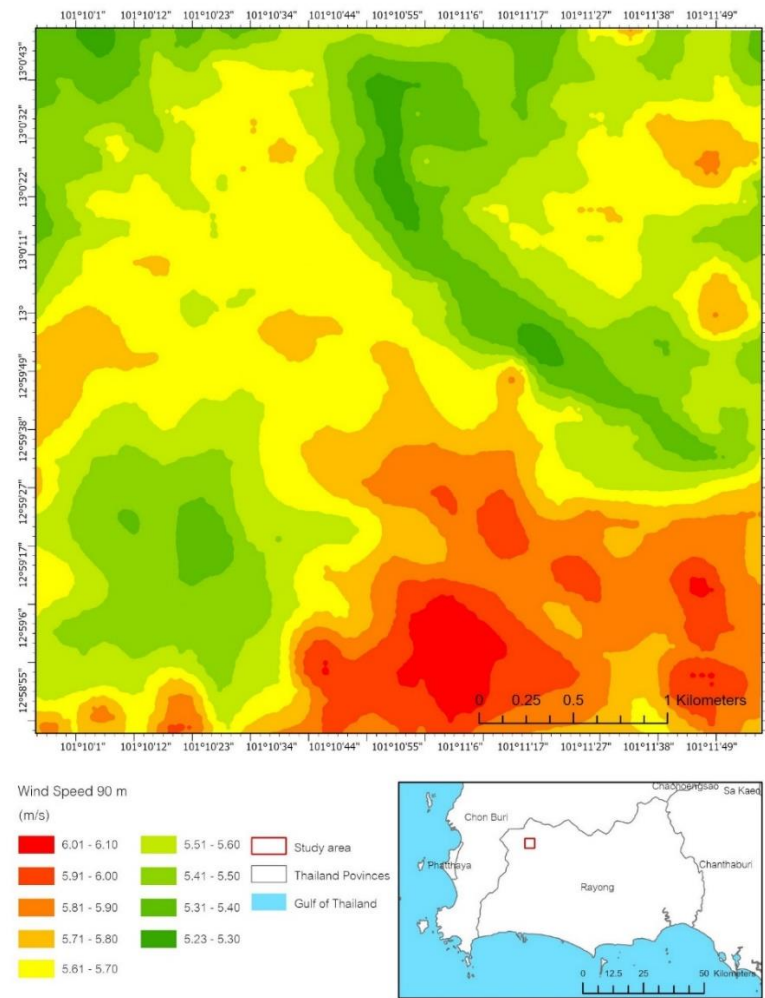 101°10'1" 101°10'12" 101°10'23" 101°10'34" 101°10'44" 101°10'55" 101°11'6" 101°11'17" 101°11'27" 101°11'38" 101°11'49"
13°0'43"
13°0'32"
13°0'22"
13°0'11"
13°
12°59'49"
12°59'38"
12°59'27"
12°59'17"
12°59'6"
12°58'55"
0 0.25 0.5 1 Kilometers
101°10'1" 101°10'12" 101°10'23" 101°10'34" 101°10'44" 101°10'55" 101°11'6" 101°11'17" 101°11'27" 101°11'38" 101°11'49"
Wind Speed 90 m
(m/s)
6.01 - 6.10
5.91 - 6.00
5.81 - 5.90
5.71 - 5.80
5.61 - 5.70
5.51 - 5.60
5.41 - 5.50
5.31 - 5.40
5.23 - 5.30
Study area
Thailand Povinces
Gulf of Thailand
Chachoengsao
Sa Kaeo
Chon Buri
Phatthaya
Chanthaburi
Rayong
0 12.5 25 50 Kilometers